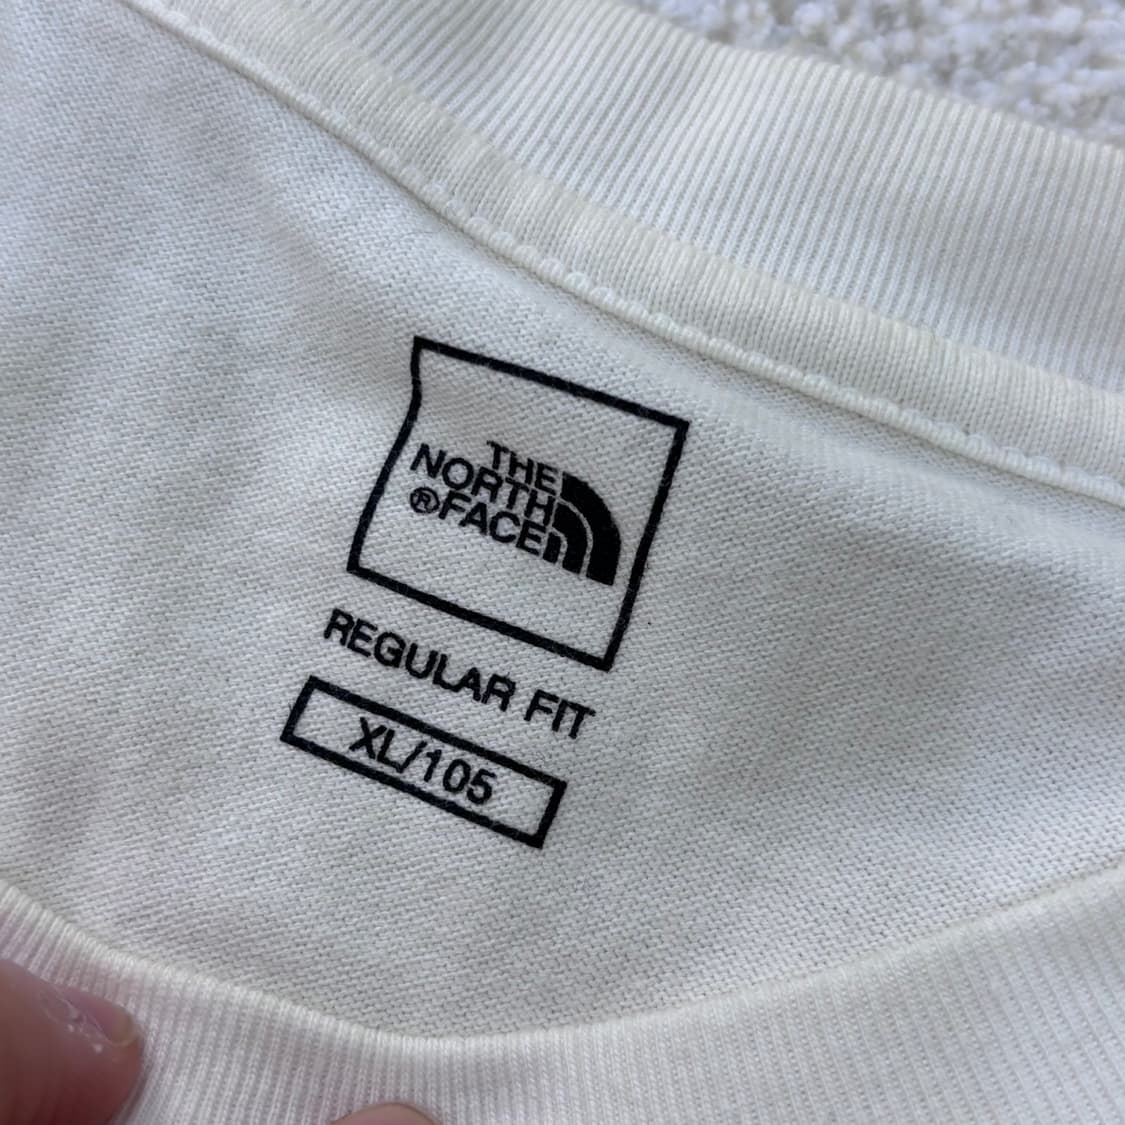 THE
NORTH
®FACE
REGULAR FIT
XL/105